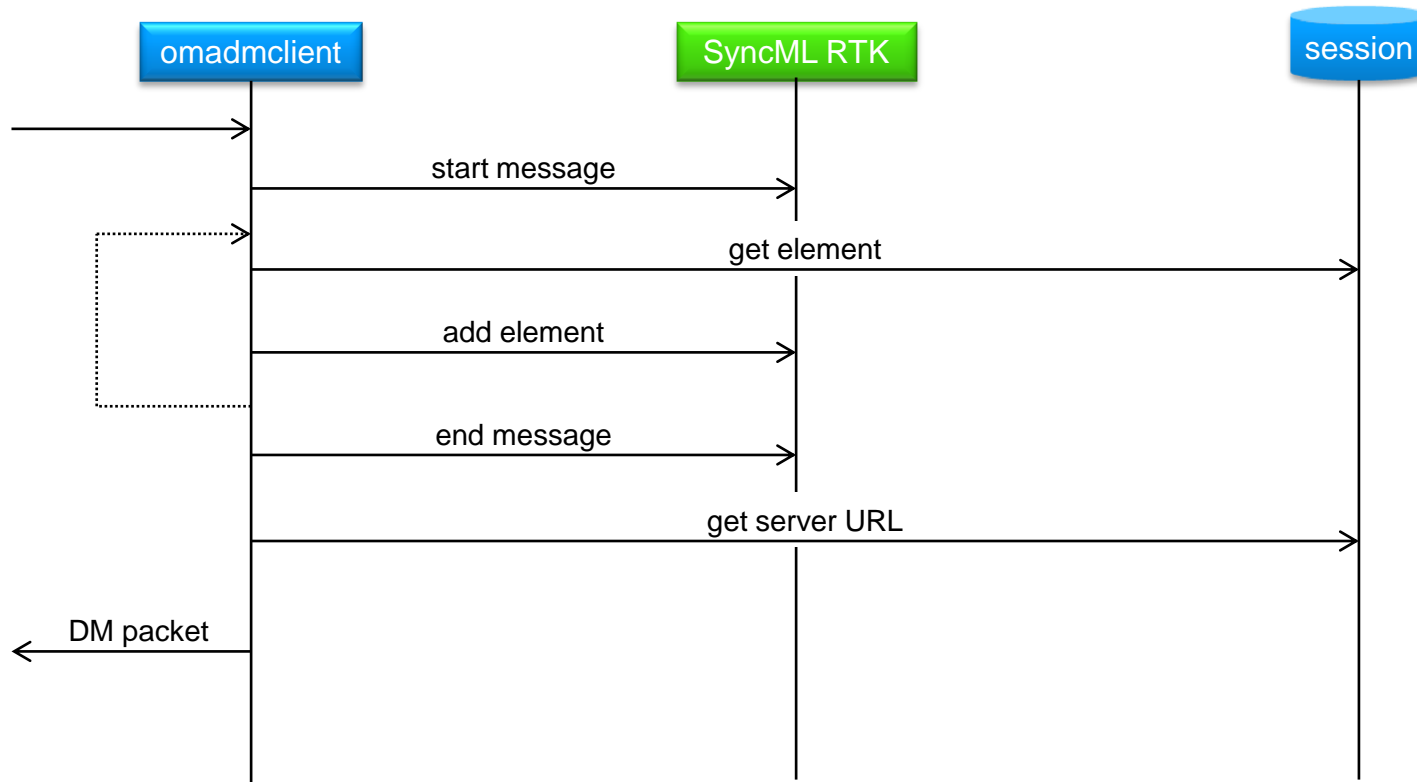 omadmclient
SyncML RTK
session
start message
get element
add element
end message
get server URL
DM packet